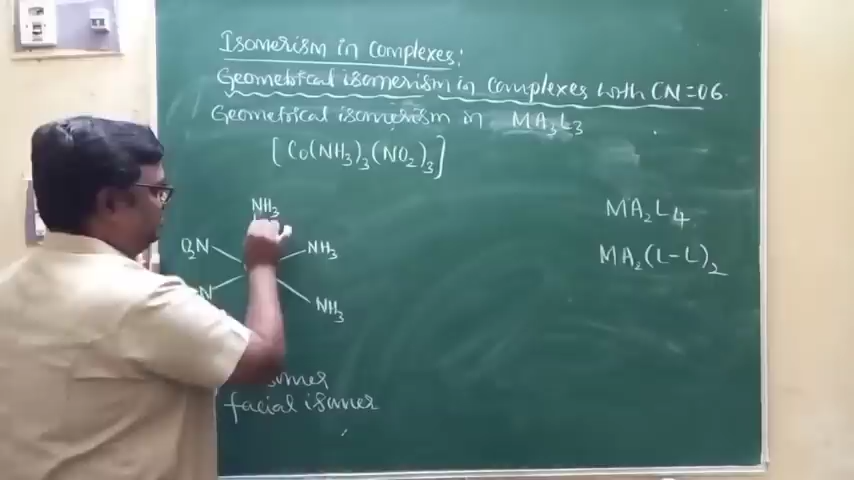 Isomerism in complexes:
Geometrical isomerism in complexes with CN=06.
Geometrical isomerism in MA₃L₃
[Co(NH₃)₃(NO₂)₃]
NH₃
O₂N NH₃
NH₃
facial isomer
MA₂L₄
MA₂(L-L)₂